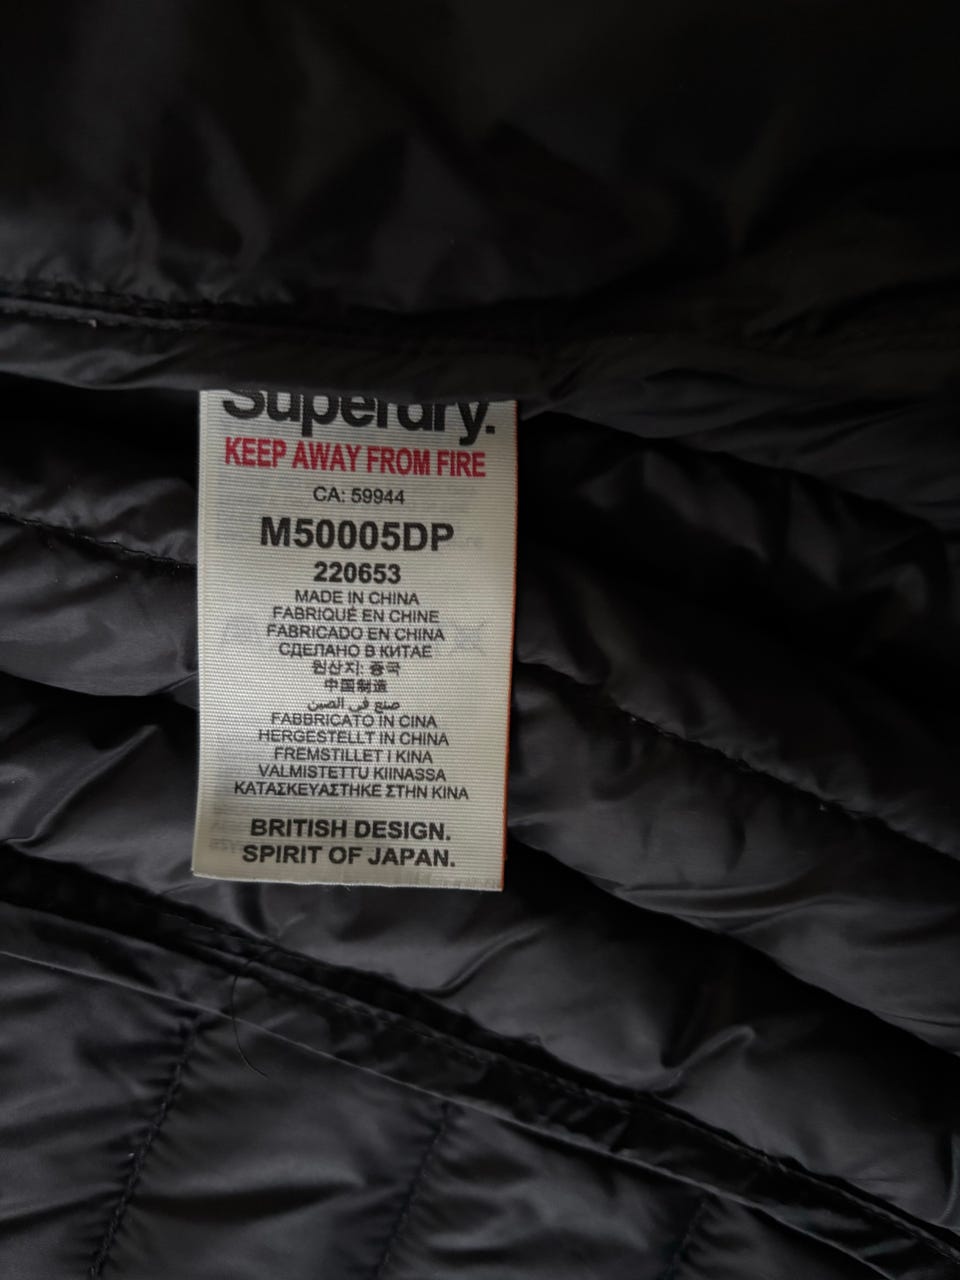 Superdry.
KEEP AWAY FROM FIRE
CA: 59944
M50005DP
220653
MADE IN CHINA
FABRIQUÉ EN CHINE
FABRICADO EN CHINA
СДЕЛАНО В КИТАЕ
원산지: 중국
中国制造
صنع في الصين
FABBRICATO IN CINA
HERGESTELLT IN CHINA
FREMSTILLET I KINA
VALMISTETTU KIINASSA
ΚΑΤΑΣΚΕΥΑΣΤΗΚΕ ΣΤΗΝ ΚΙΝΑ
BRITISH DESIGN.
SPIRIT OF JAPAN.